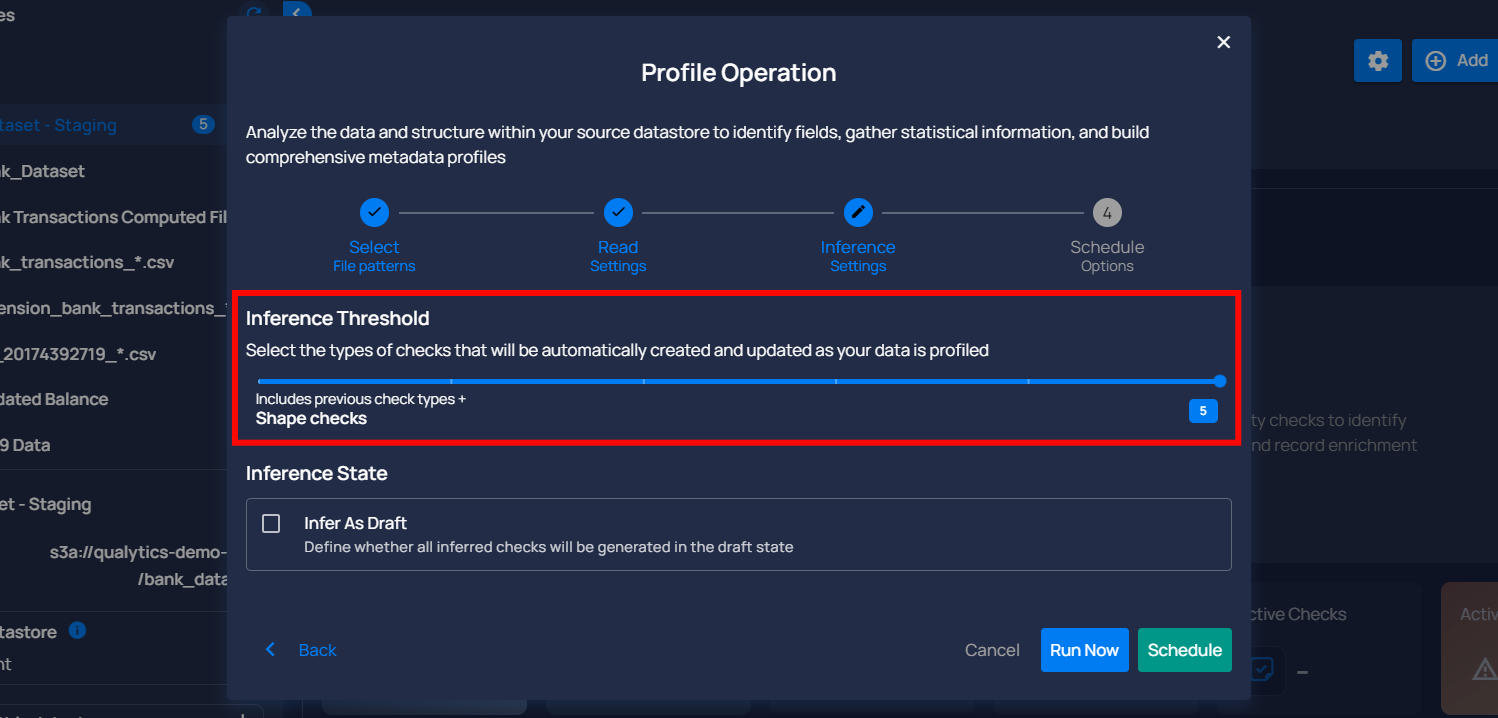 es
Add
taset - Staging
5
k_Dataset
k Transactions Computed Fil
k_transactions_*.csv
ension_bank_transactions_*
_20174392719_*.csv
dated Balance
9 Data
et - Staging
s3a://qualytics-demo-
/bank_data
tastore
nt
Profile Operation
Analyze the data and structure within your source datastore to identify fields, gather statistical information, and build
comprehensive metadata profiles
Select
File patterns
Read
Settings
Inference
Settings
4
Schedule
Options
Inference Threshold
Select the types of checks that will be automatically created and updated as your data is profiled
Includes previous check types +
Shape checks
5
Inference State
Infer As Draft
Define whether all inferred checks will be generated in the draft state
Back
Cancel
Run Now
Schedule
ty checks to identify
nd record enrichment
ctive Checks
Activ